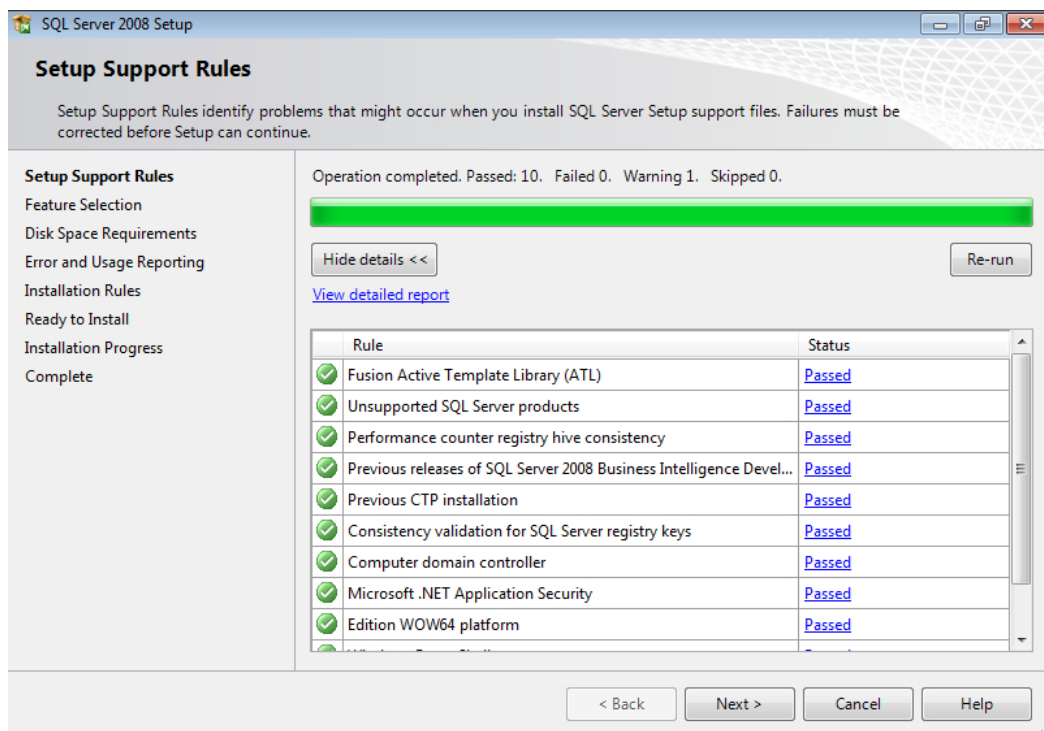 SQL Server 2008 Setup
Setup Support Rules
Setup Support Rules identify problems that might occur when you install SQL Server Setup support files. Failures must be
corrected before Setup can continue.
Setup Support Rules
Feature Selection
Disk Space Requirements
Error and Usage Reporting
Installation Rules
Ready to Install
Installation Progress
Complete
Operation completed. Passed: 10. Failed 0. Warning 1. Skipped 0.
Hide details <<
Re-run
View detailed report
Rule Status
Fusion Active Template Library (ATL) Passed
Unsupported SQL Server products Passed
Performance counter registry hive consistency Passed
Previous releases of SQL Server 2008 Business Intelligence Devel... Passed
Previous CTP installation Passed
Consistency validation for SQL Server registry keys Passed
Computer domain controller Passed
Microsoft .NET Application Security Passed
Edition WOW64 platform Passed
< Back Next > Cancel Help